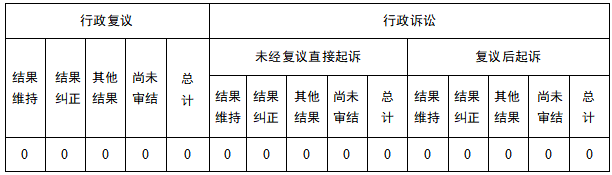 行政复议 行政诉讼
未经复议直接起诉 复议后起诉
结果维持 结果纠正 其他结果 尚未审结 总计 结果维持 结果纠正 其他结果 尚未审结 总计 结果维持 结果纠正 其他结果 尚未审结 总计
0 0 0 0 0 0 0 0 0 0 0 0 0 0 0